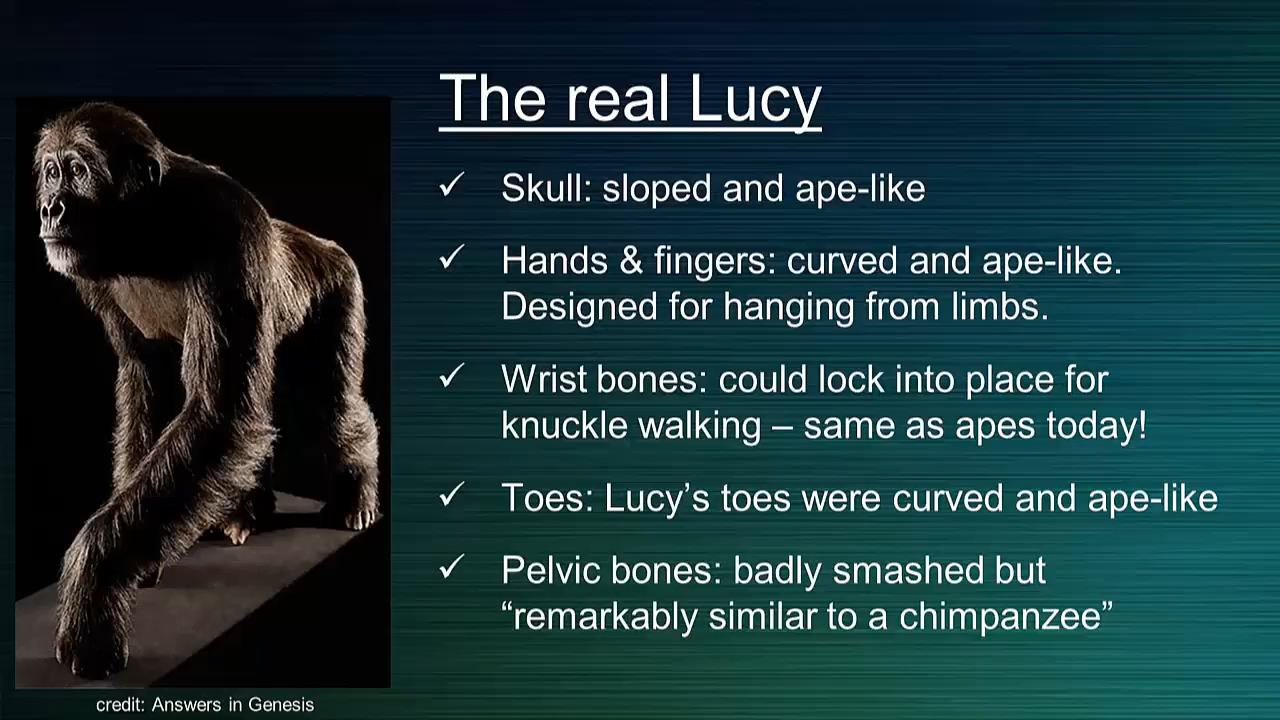 The real Lucy
✓ Skull: sloped and ape-like
✓ Hands & fingers: curved and ape-like.
Designed for hanging from limbs.
✓ Wrist bones: could lock into place for
knuckle walking – same as apes today!
✓ Toes: Lucy’s toes were curved and ape-like
✓ Pelvic bones: badly smashed but
“remarkably similar to a chimpanzee”
credit: Answers in Genesis